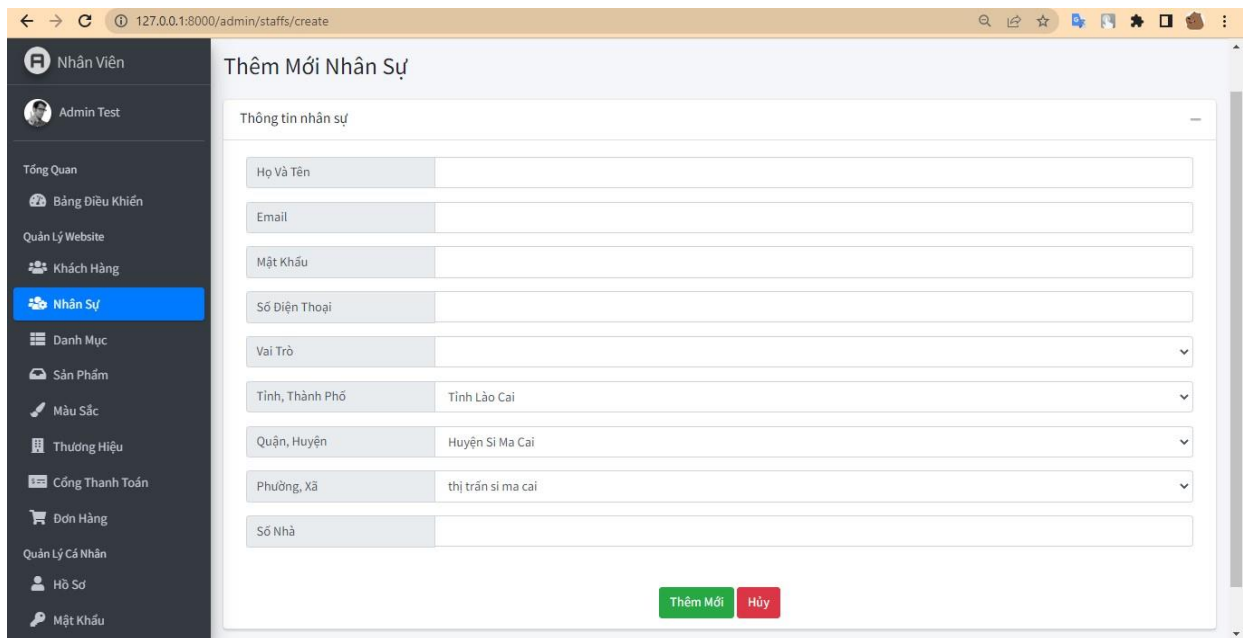 127.0.0.1:8000/admin/staffs/create
Nhân Viên
Admin Test
Tổng Quan
Bảng Điều Khiển
Quản Lý Website
Khách Hàng
Nhân Sự
Danh Mục
Sản Phẩm
Màu Sắc
Thương Hiệu
Cổng Thanh Toán
Đơn Hàng
Quản Lý Cá Nhân
Hồ Sơ
Mật Khẩu
Thêm Mới Nhân Sự
Thông tin nhân sự
Họ Và Tên
Email
Mật Khẩu
Số Điện Thoại
Vai Trò
Tỉnh, Thành Phố Tỉnh Lào Cai
Quận, Huyện Huyện Si Ma Cai
Phường, Xã thị trấn si ma cai
Số Nhà
Thêm Mới Hủy